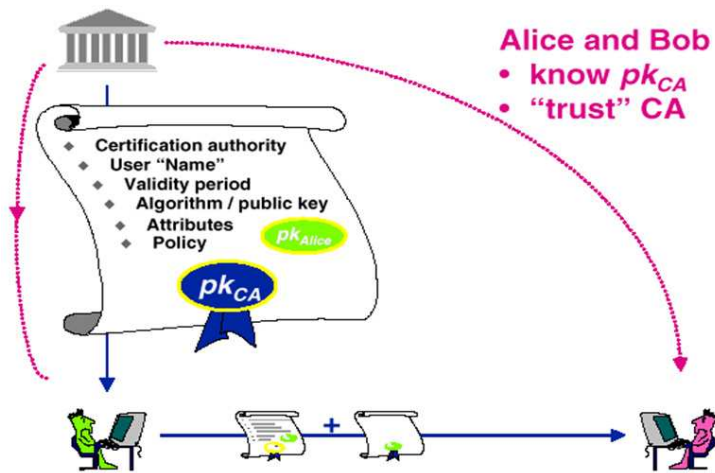 Alice and Bob
• know pkCA
• “trust” CA
◆ Certification authority
◆ User “Name”
◆ Validity period
◆ Algorithm / public key
◆ Attributes
◆ Policy
pkAlice
pkCA
+